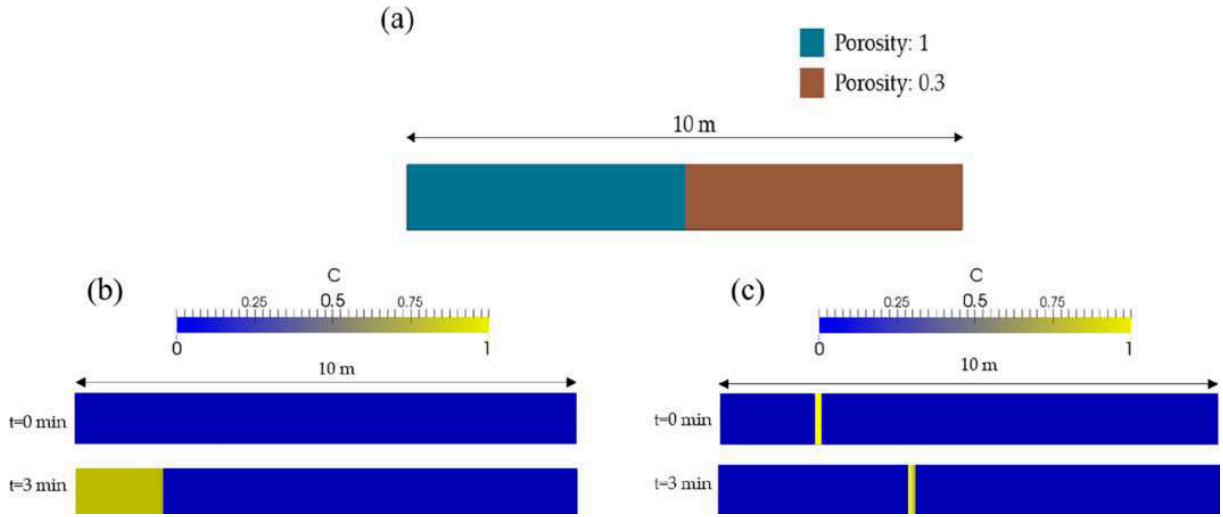 (a)
Porosity: 1
Porosity: 0.3
10 m
(b)
C
0.25 0.5 0.75
0 1
10 m
t=0 min
t=3 min
(c)
C
0.25 0.5 0.75
0 1
10 m
t=0 min
t=3 min